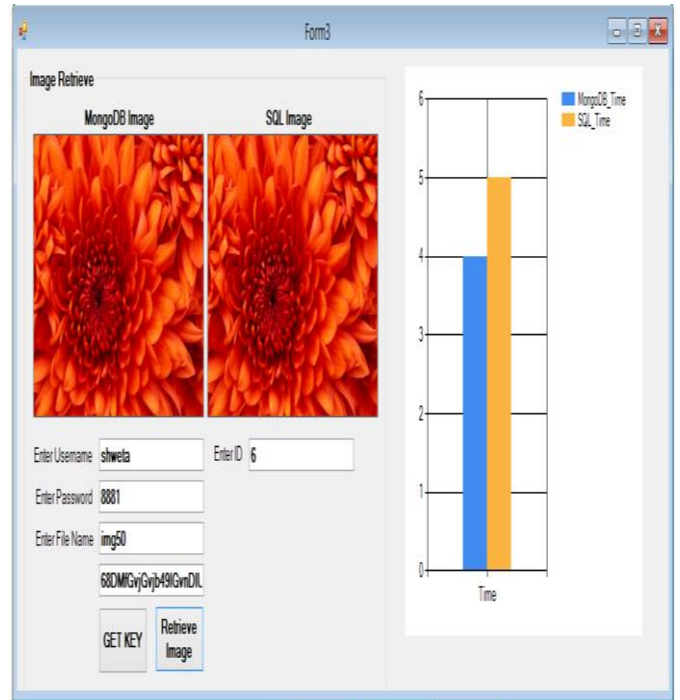 Form3
Image Retrieve
MongoDB Image
SQL Image
Enter Username shweta
Enter ID 6
Enter Password 8881
Enter File Name img50
GET KEY
Retrieve
Image
6
5
4
3
2
1
0
Time
MongoDB_Time
SQL_Time